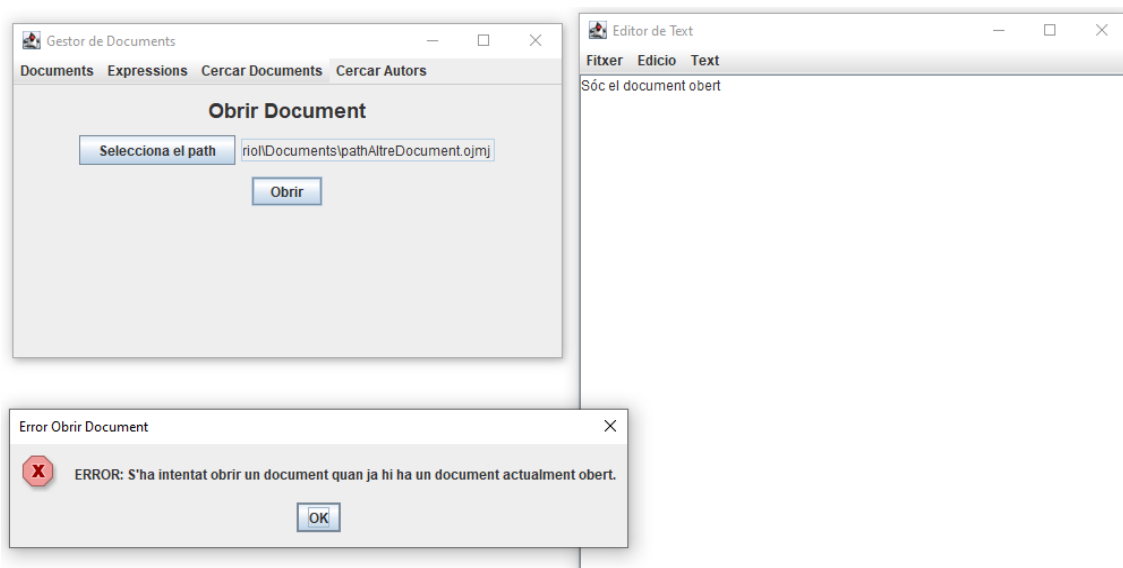 Gestor de Documents
Documents Expressions Cercar Documents Cercar Autors
Obrir Document
Selecciona el path riol\Documents\pathAltreDocument.ojmj
Obrir
Editor de Text
Fitxer Edicio Text
Sóc el document obert
Error Obrir Document
X ERROR: S'ha intentat obrir un document quan ja hi ha un document actualment obert.
OK